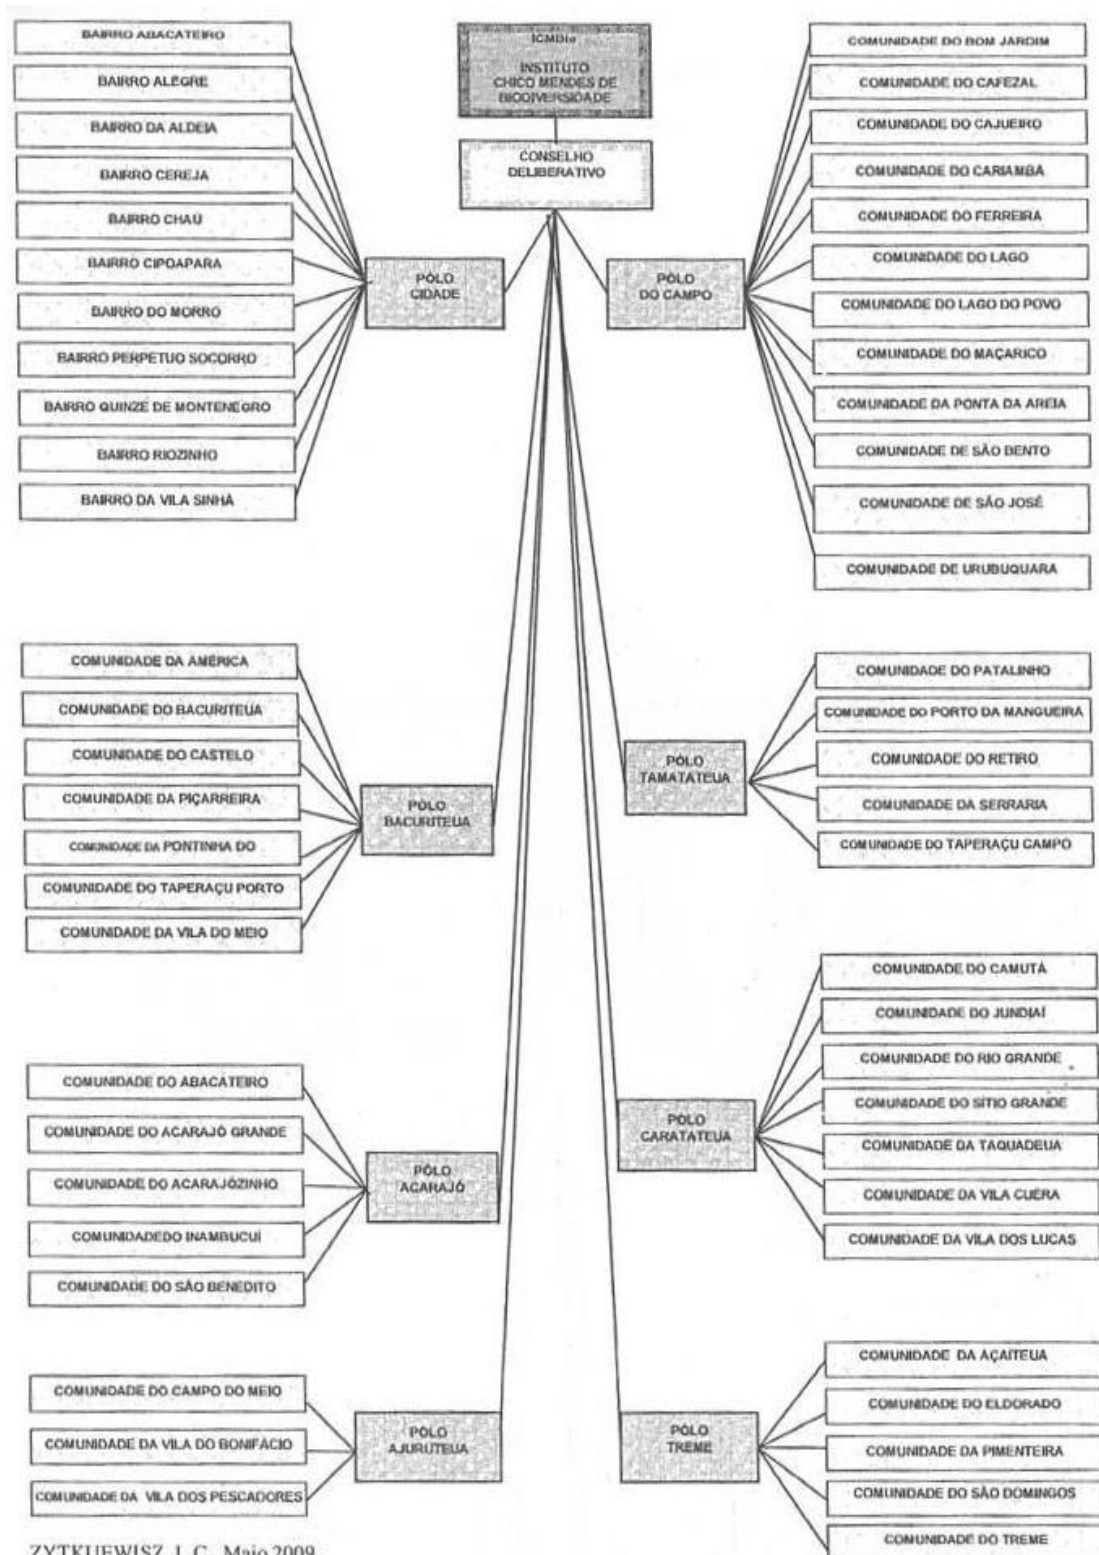 ICMBio
INSTITUTO
CHICO MENDES DE
BIODIVERSIDADE
CONSELHO
DELIBERATIVO
PÓLO
CIDADE
BAIRRO ABACATEIRO
BAIRRO ALEGRE
BAIRRO DA ALDEIA
BAIRRO CEREJA
BAIRRO CHAÚ
BAIRRO CIPOAPARA
BAIRRO DO MORRO
BAIRRO PERPETUO SOCORRO
BAIRRO QUINZE DE MONTENEGRO
BAIRRO RIOZINHO
BAIRRO DA VILA SINHÁ
PÓLO
DO CAMPO
COMUNIDADE DO BOM JARDIM
COMUNIDADE DO CAFEZAL
COMUNIDADE DO CAJUEIRO
COMUNIDADE DO CARIAMBÁ
COMUNIDADE DO FERREIRA
COMUNIDADE DO LAGO
COMUNIDADE DO LAGO DO POVO
COMUNIDADE DO MAÇARICO
COMUNIDADE DA PONTA DA AREIA
COMUNIDADE DE SÃO BENTO
COMUNIDADE DE SÃO JOSÉ
COMUNIDADE DE URUBUQUARA
PÓLO
BACURITEUA
COMUNIDADE DA AMÉRICA
COMUNIDADE DO BACURITEUA
COMUNIDADE DO CASTELO
COMUNIDADE DA PIÇARREIRA
COMUNIDADE DA PONTINHA DO
COMUNIDADE DO TAPERAÇU PORTO
COMUNIDADE DA VILA DO MEIO
PÓLO
TAMATATEUA
COMUNIDADE DO PATALINHO
COMUNIDADE DO PORTO DA MANGUEIRA
COMUNIDADE DO RETIRO
COMUNIDADE DA SERRARIA
COMUNIDADE DO TAPERAÇU CAMPO
PÓLO
ACARAJÓ
COMUNIDADE DO ABACATEIRO
COMUNIDADE DO ACARAJÓ GRANDE
COMUNIDADE DO ACARAJÓZINHO
COMUNIDADEDO INAMBUCUÍ
COMUNIDADE DO SÃO BENEDITO
PÓLO
CARATATEUA
COMUNIDADE DO CAMUTÁ
COMUNIDADE DO JUNDIAÍ
COMUNIDADE DO RIO GRANDE
COMUNIDADE DO SÍTIO GRANDE
COMUNIDADE DA TAQUADEUA
COMUNIDADE DA VILA CUÊRA
COMUNIDADE DA VILA DOS LUCAS
PÓLO
AJURUTEUA
COMUNIDADE DO CAMPO DO MEIO
COMUNIDADE DA VILA DO BONIFÁCIO
COMUNIDADE DA VILA DOS PESCADORES
PÓLO
TREME
COMUNIDADE DA AÇAITEUA
COMUNIDADE DO ELDORADO
COMUNIDADE DA PIMENTEIRA
COMUNIDADE DO SÃO DOMINGOS
COMUNIDADE DO TREME
ZYTKUEWISZ, J. C., Maio 2009